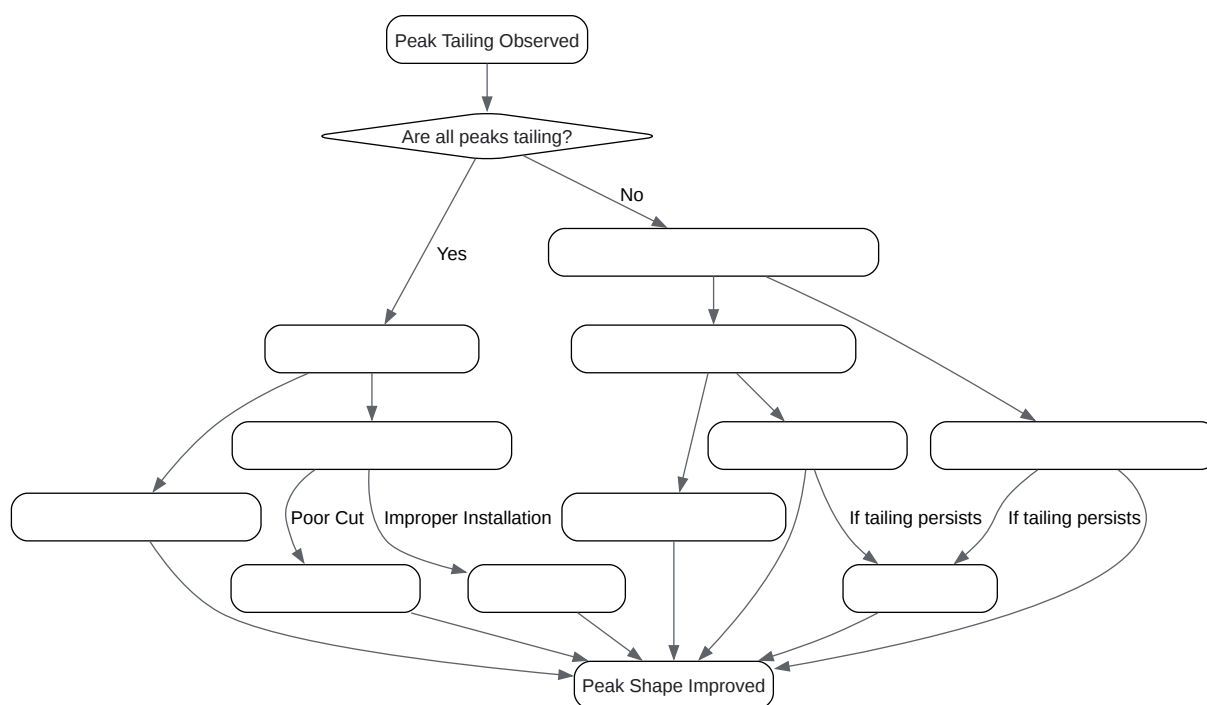 Peak Tailing Observed
Are all peaks tailing?
No
Yes
Poor Cut
Improper Installation
If tailing persists
If tailing persists
Peak Shape Improved